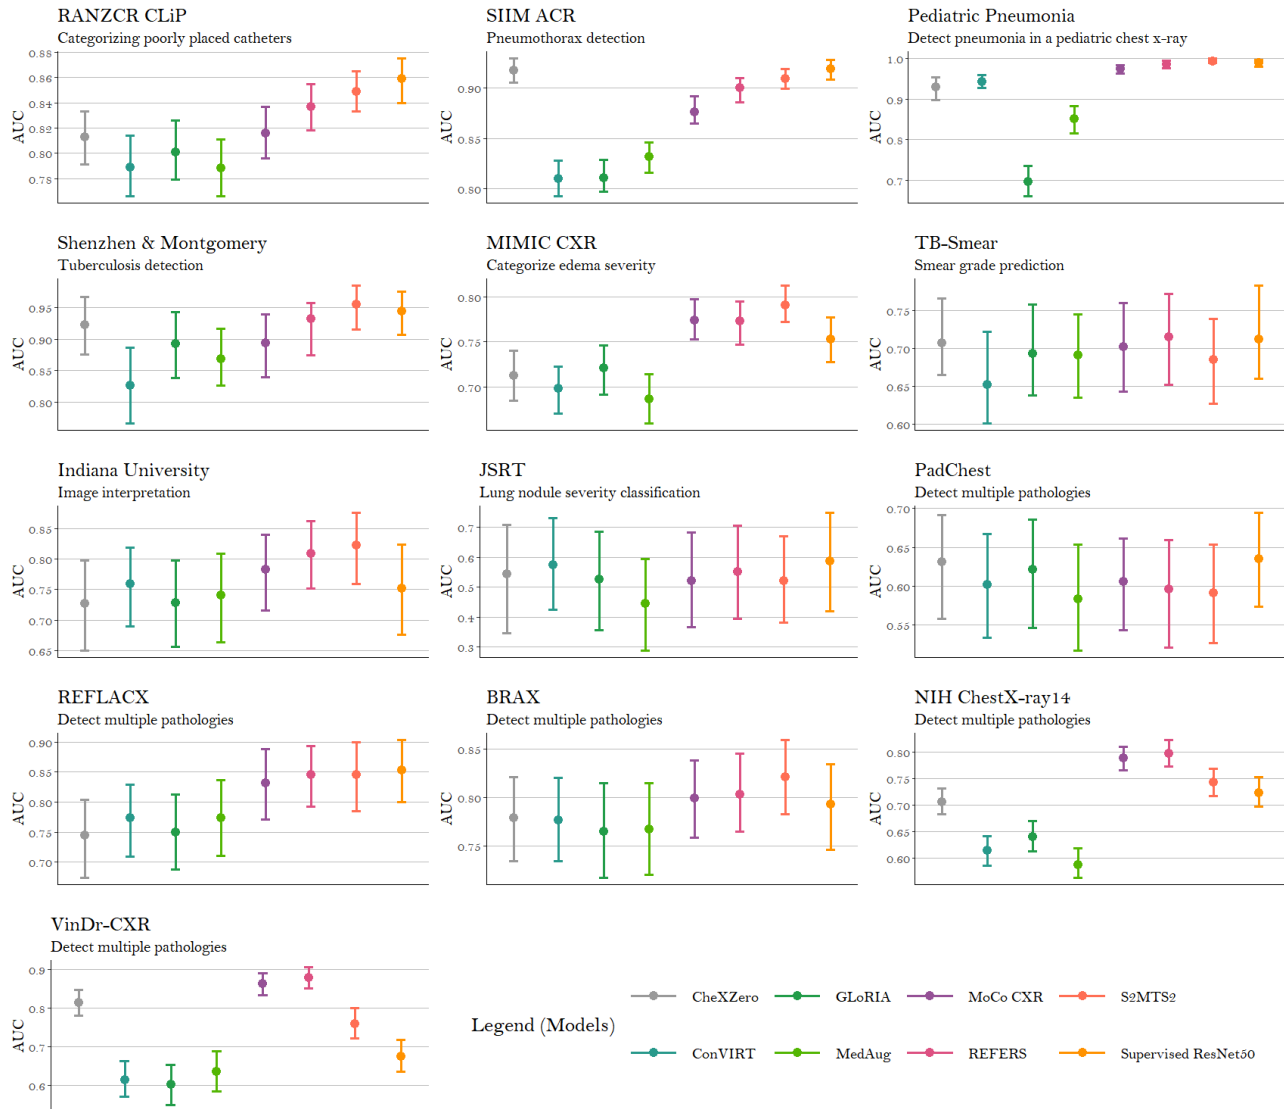 RANZCR CLiP
Categorizing poorly placed catheters
0.88
0.86
0.84
0.82
0.80
0.78
AUC
SIIM ACR
Pneumothorax detection
0.90
0.85
0.80
AUC
Pediatric Pneumonia
Detect pneumonia in a pediatric chest x-ray
1.0
0.9
0.8
0.7
AUC
Shenzhen & Montgomery
Tuberculosis detection
0.95
0.90
0.85
0.80
AUC
MIMIC CXR
Categorize edema severity
0.80
0.75
0.70
AUC
TB-Smear
Smear grade prediction
0.75
0.70
0.65
0.60
AUC
Indiana University
Image interpretation
0.85
0.80
0.75
0.70
0.65
AUC
JSRT
Lung nodule severity classification
0.7
0.6
0.5
0.4
0.3
AUC
PadChest
Detect multiple pathologies
0.70
0.65
0.60
0.55
AUC
REFLACX
Detect multiple pathologies
0.90
0.85
0.80
0.75
0.70
AUC
BRAX
Detect multiple pathologies
0.85
0.80
0.75
AUC
NIH ChestX-ray14
Detect multiple pathologies
0.80
0.75
0.70
0.65
0.60
AUC
VinDr-CXR
Detect multiple pathologies
0.9
0.8
0.7
0.6
AUC
Legend (Models)
CheXZero GLoRIA MoCo CXR S2MTS2
ConVIRT MedAug REFERS Supervised ResNet50